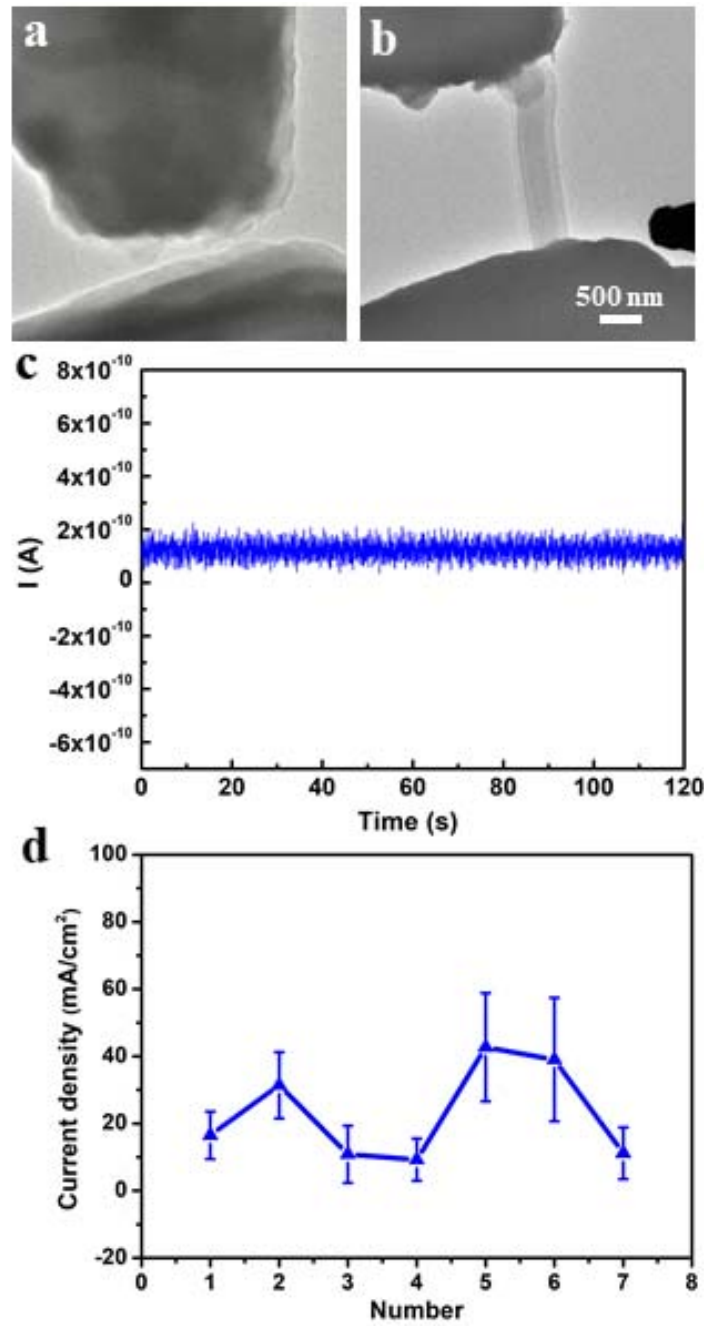 a
b
500 nm
c
8x10⁻¹⁰
6x10⁻¹⁰
4x10⁻¹⁰
2x10⁻¹⁰
0
-2x10⁻¹⁰
-4x10⁻¹⁰
-6x10⁻¹⁰
I (A)
0 20 40 60 80 100 120
Time (s)
d
100
80
60
40
20
0
-20
Current density (mA/cm²)
0 1 2 3 4 5 6 7 8
Number